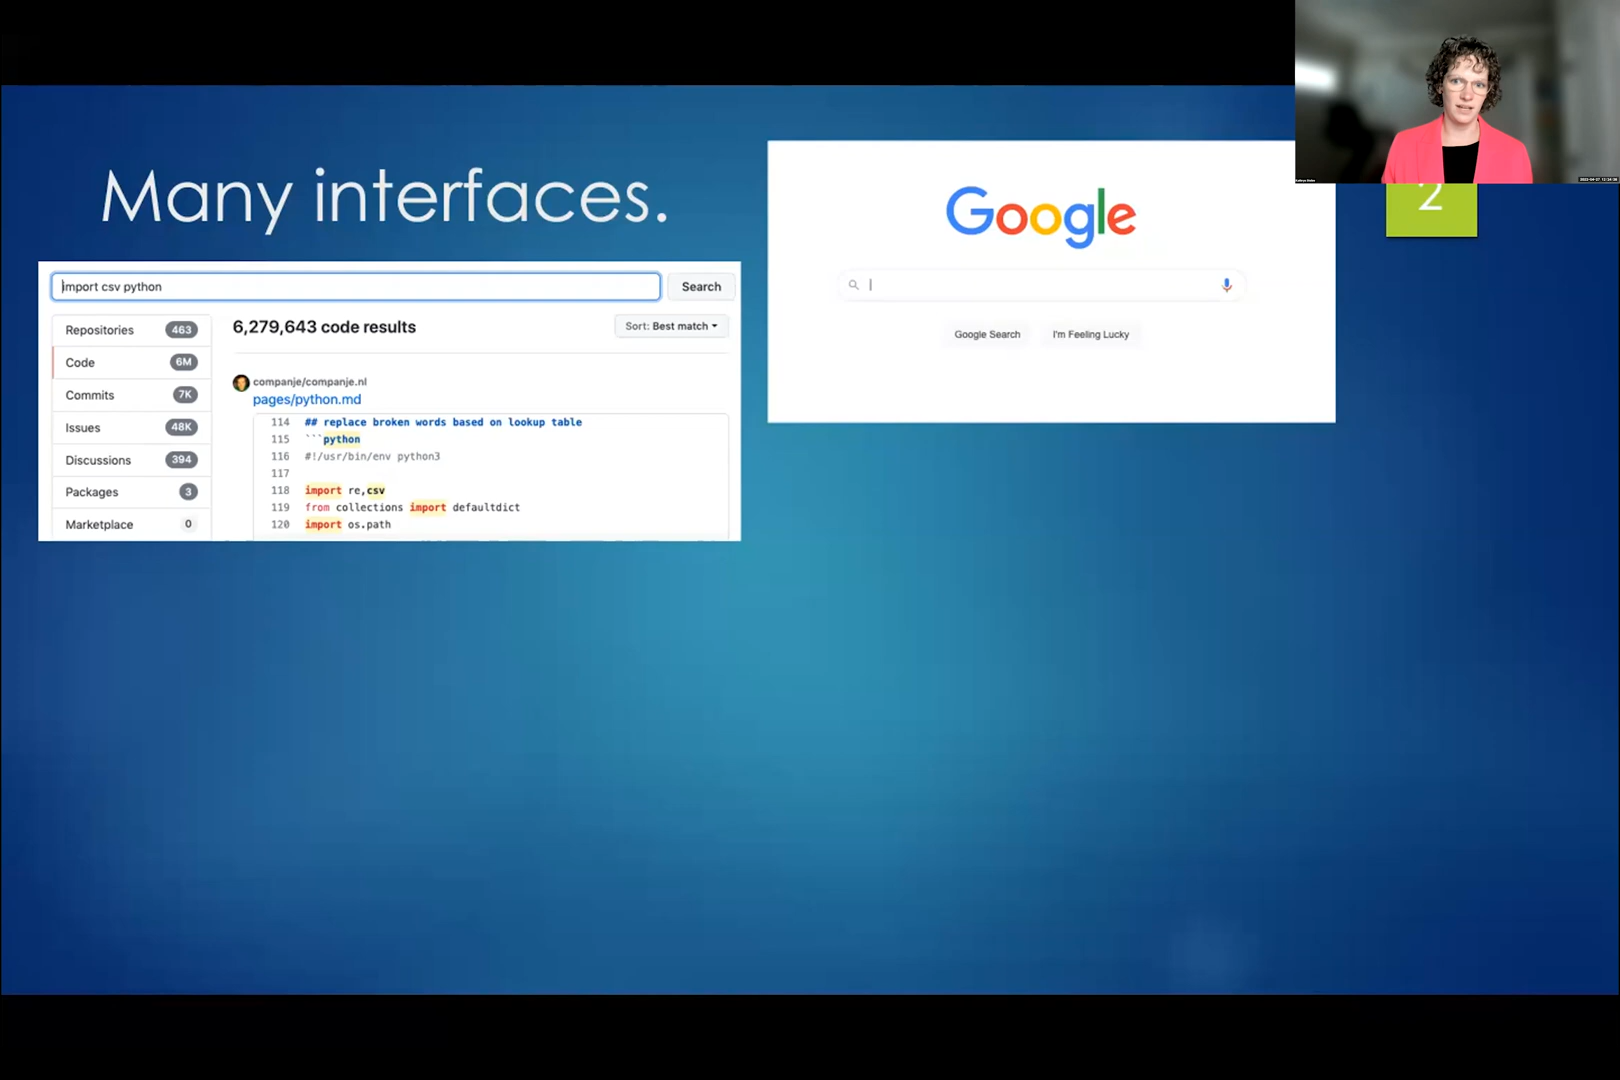 Many interfaces.
import csv python
Search
Repositories 463
Code 6M
Commits 7K
Issues 48K
Discussions 394
Packages 3
Marketplace 0
6,279,643 code results
Sort: Best match
companje/companje.nl
pages/python.md
114 ## replace broken words based on lookup table
115 ```python
116 #!/usr/bin/env python3
117
118 import re,csv
119 from collections import defaultdict
120 import os.path
Google
Google Search
I'm Feeling Lucky
2